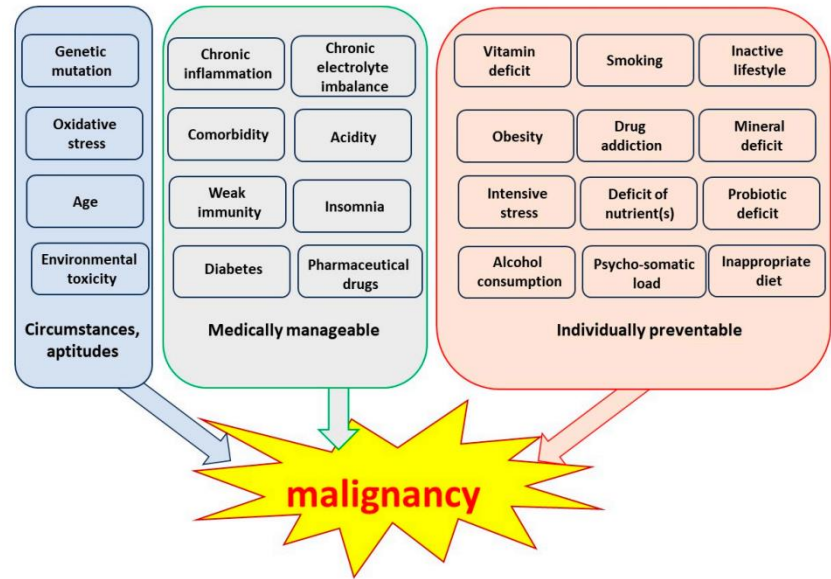 Genetic
mutation
Oxidative
stress
Age
Environmental
toxicity
Circumstances,
aptitudes
Chronic
inflammation
Chronic
electrolyte
imbalance
Comorbidity
Acidity
Weak
immunity
Insomnia
Diabetes
Pharmaceutical
drugs
Medically manageable
Vitamin
deficit
Smoking
Inactive
lifestyle
Obesity
Drug
addiction
Mineral
deficit
Intensive
stress
Deficit of
nutrient(s)
Probiotic
deficit
Alcohol
consumption
Psycho-somatic
load
Inappropriate
diet
Individually preventable
malignancy